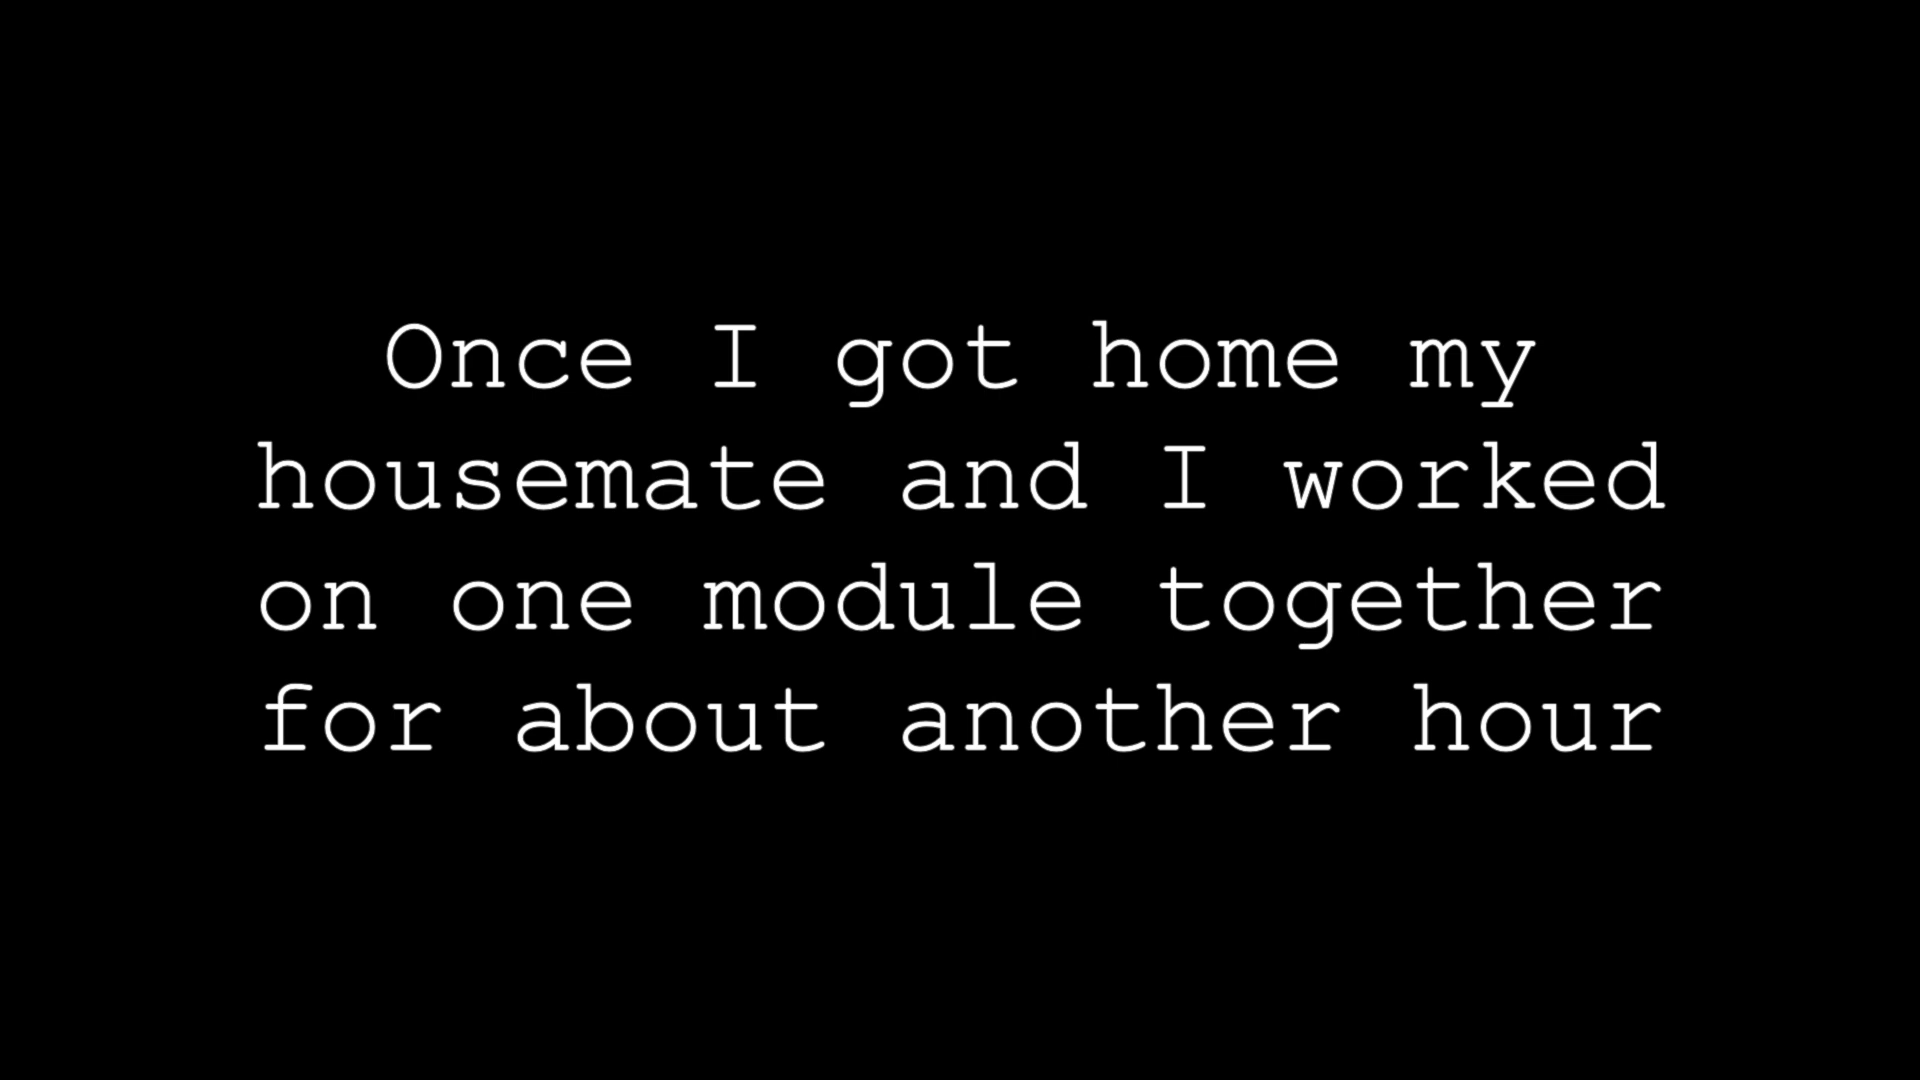 Once I got home my
housemate and I worked
on one module together
for about another hour